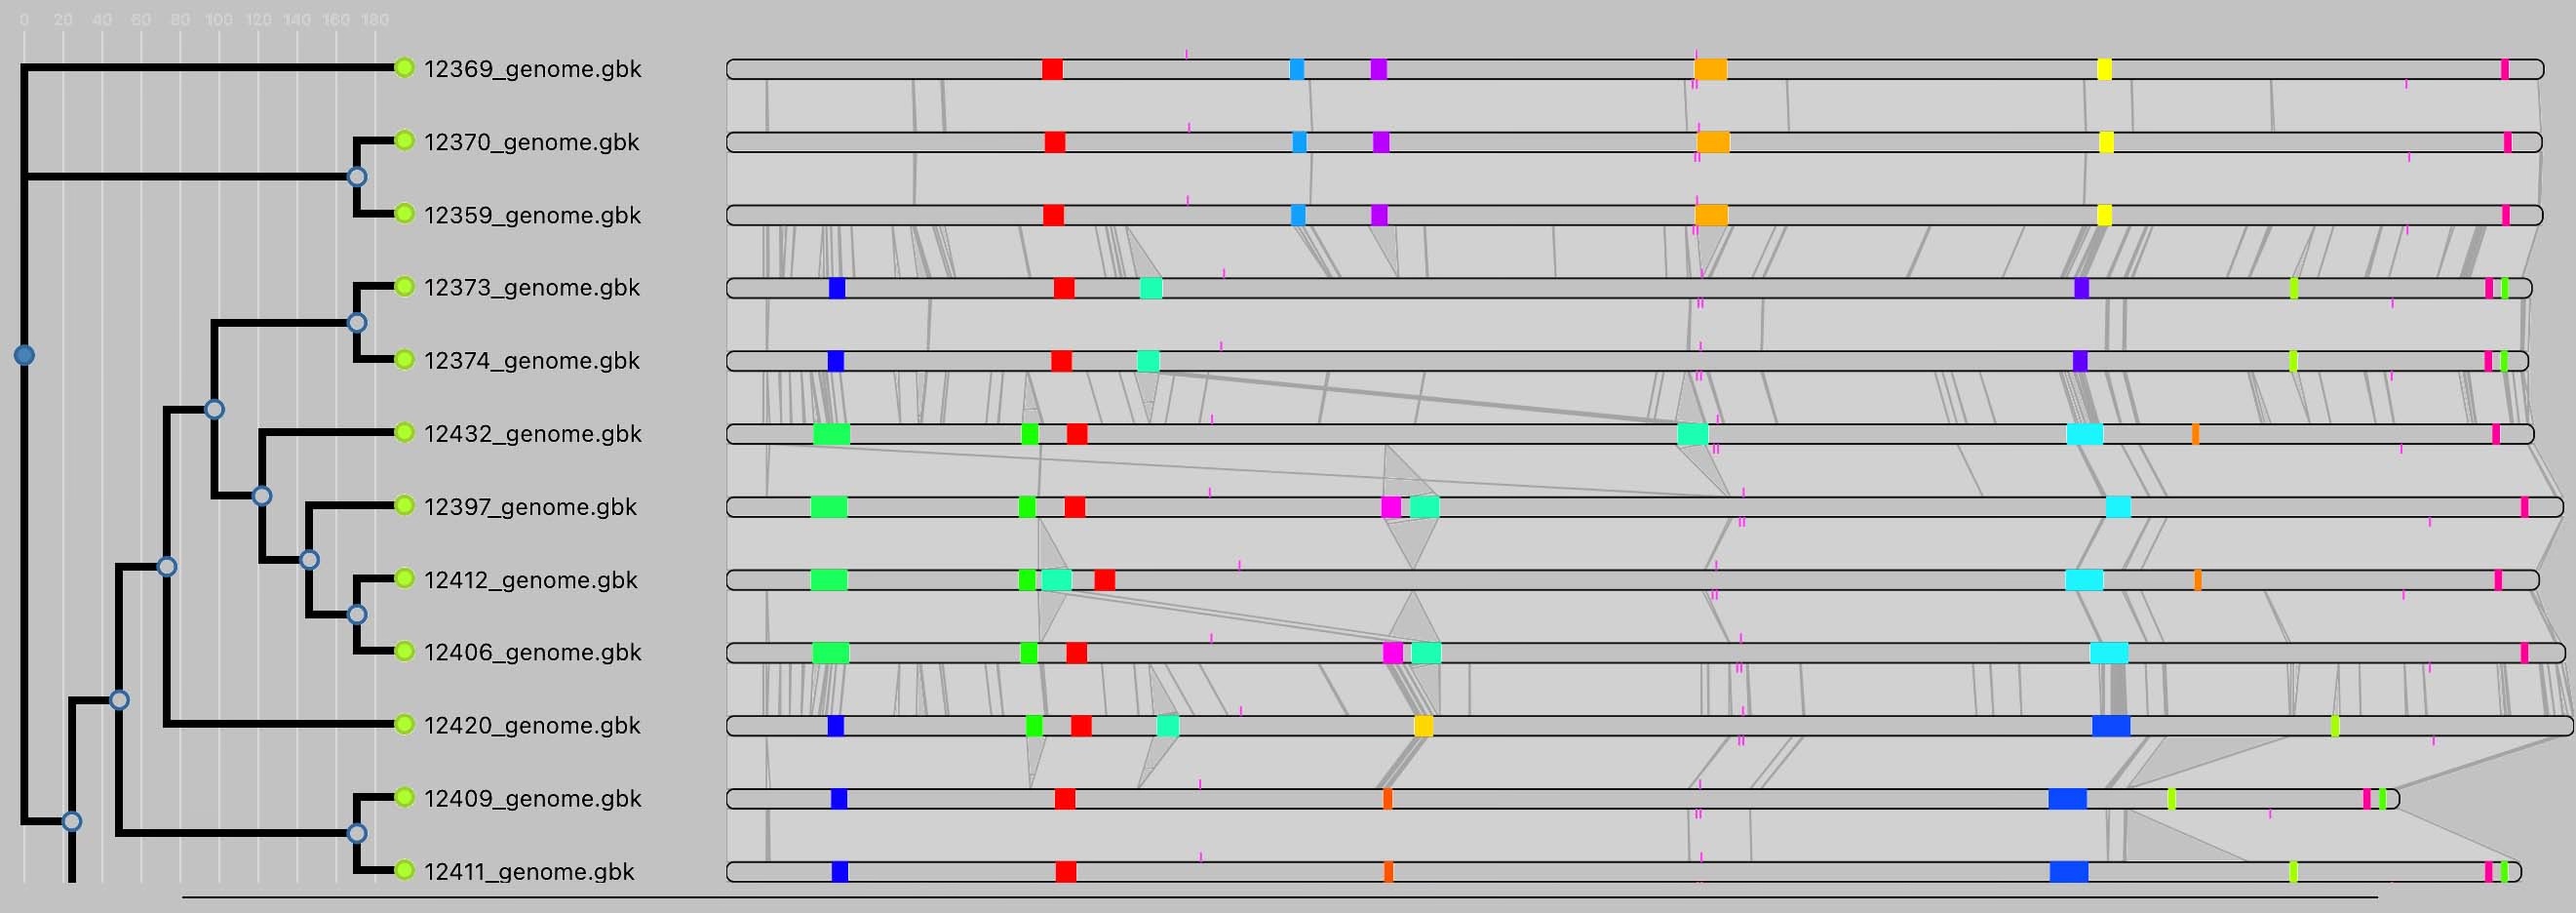 0 20 40 60 80 100 120 140 160 180
12369_genome.gbk
12370_genome.gbk
12359_genome.gbk
12373_genome.gbk
12374_genome.gbk
12432_genome.gbk
12397_genome.gbk
12412_genome.gbk
12406_genome.gbk
12420_genome.gbk
12409_genome.gbk
12411_genome.gbk